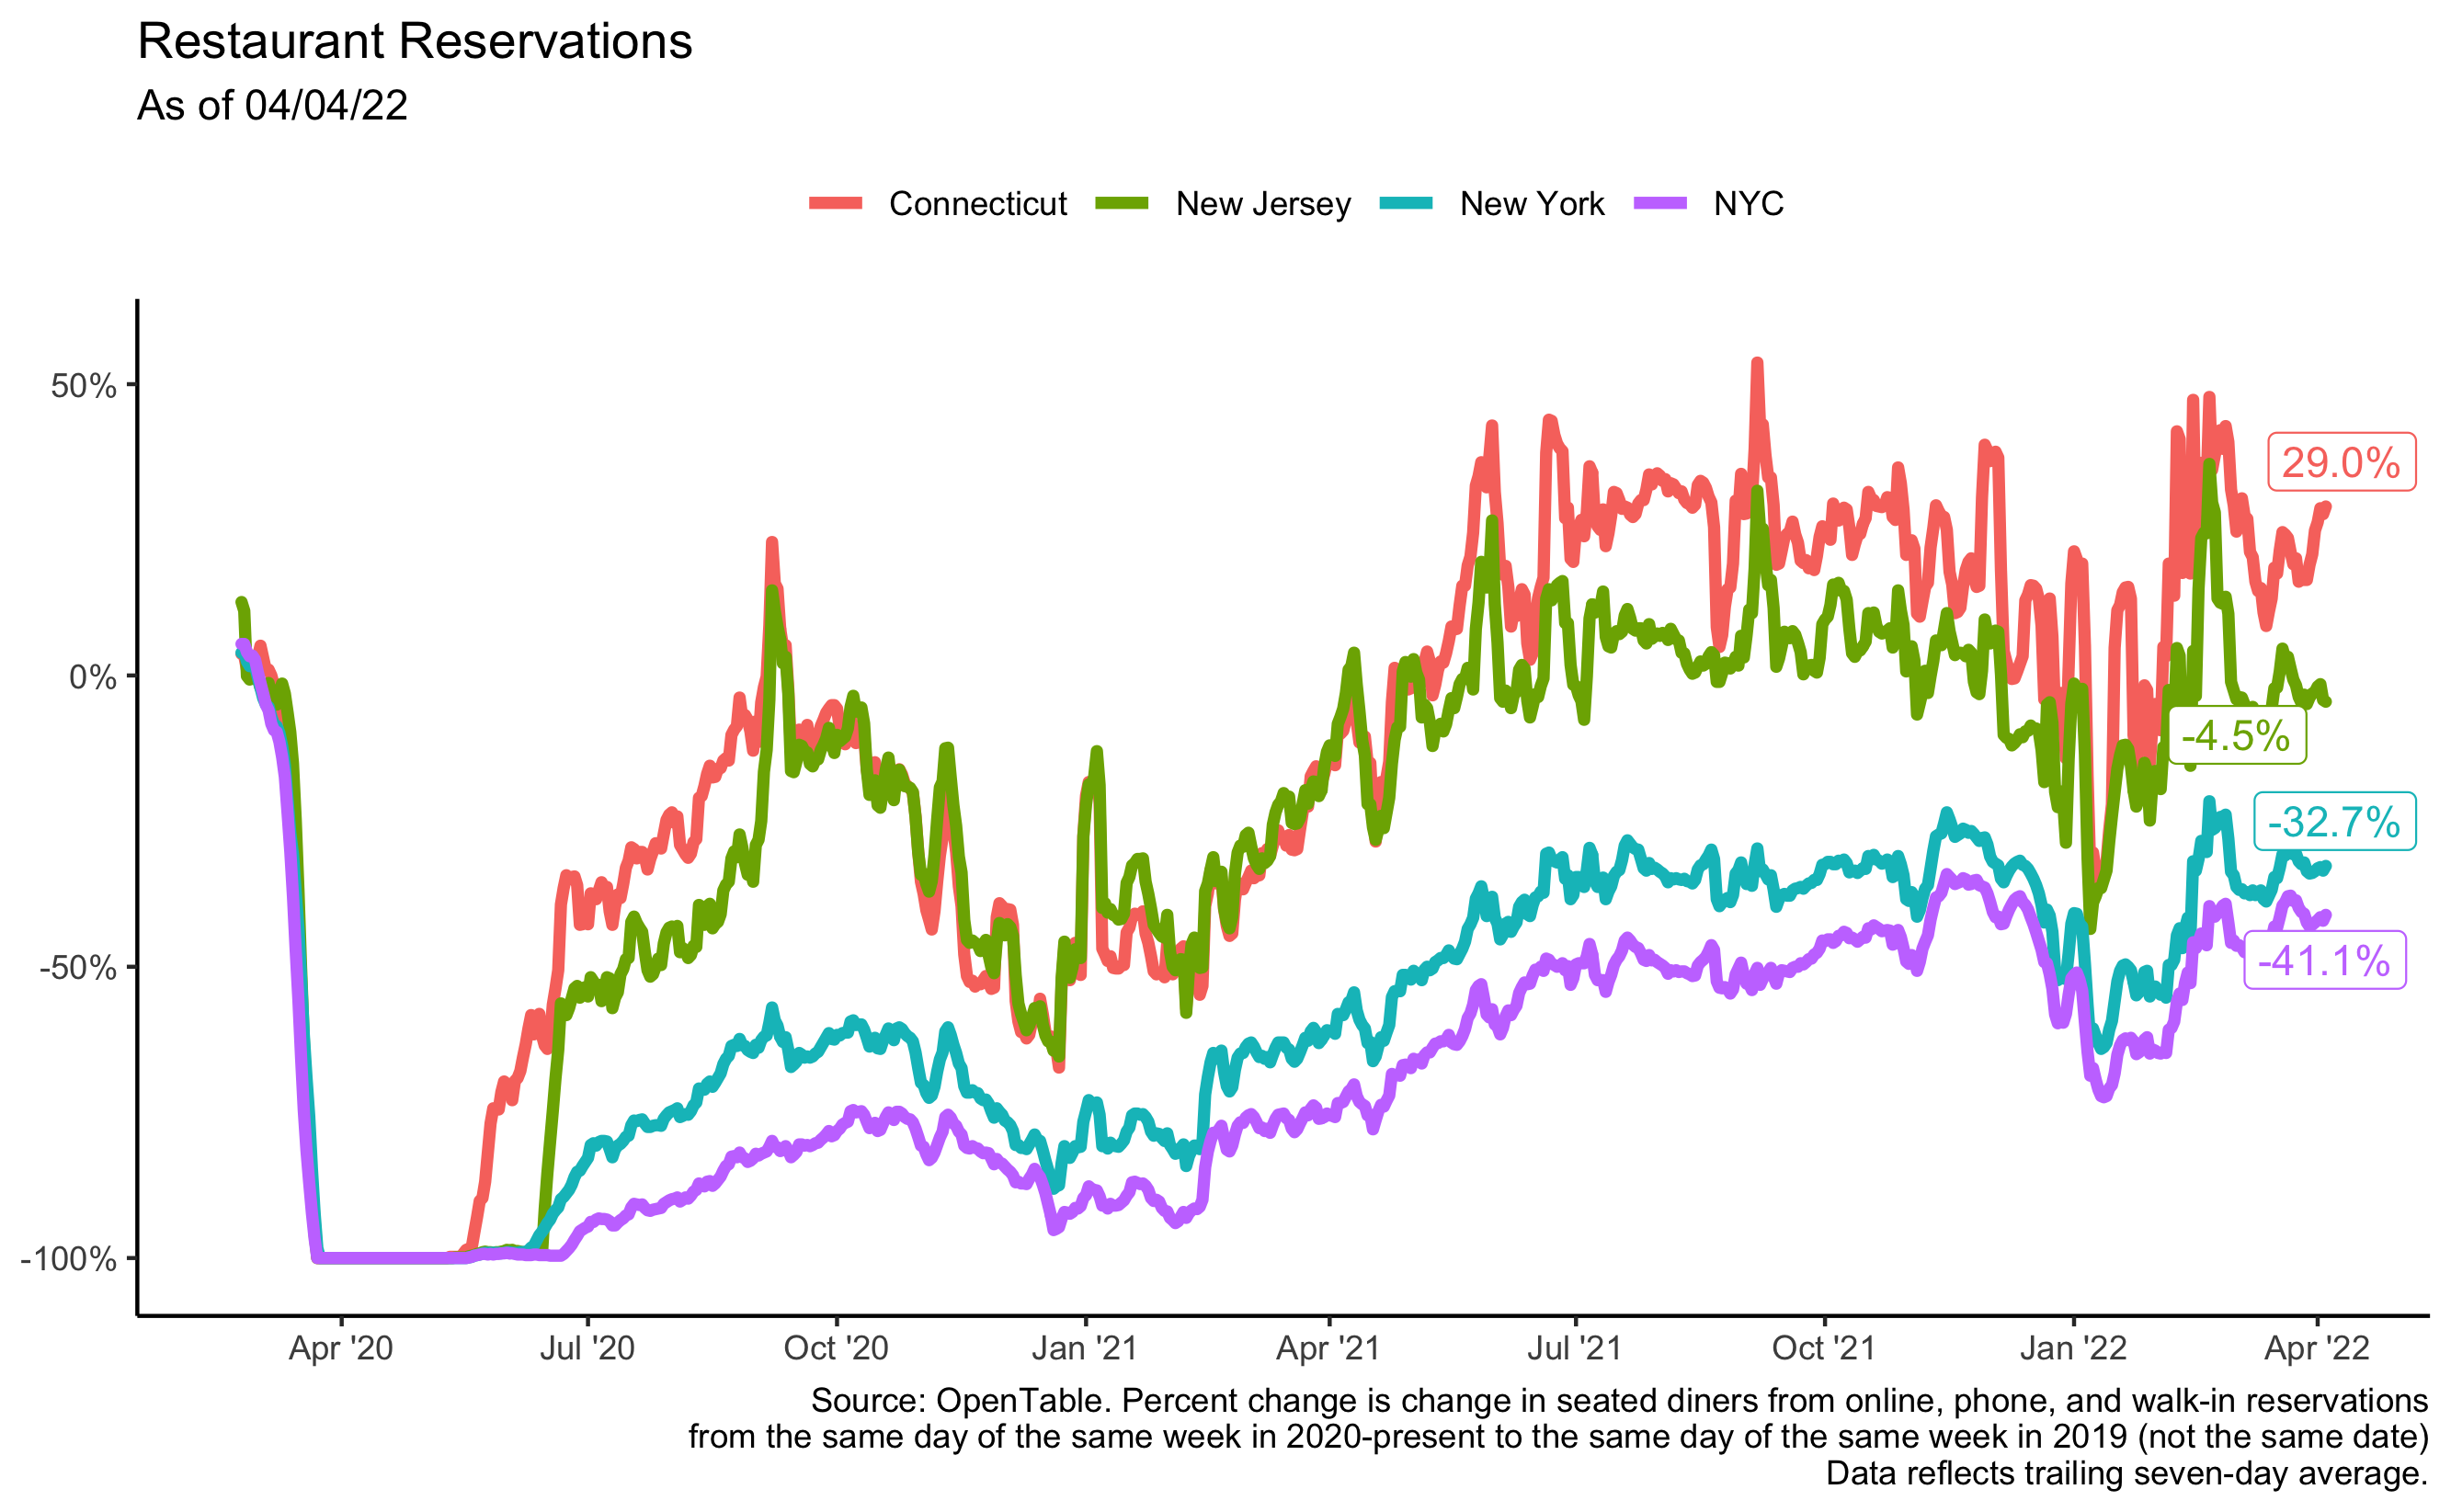 Restaurant Reservations
As of 04/04/22
Connecticut New Jersey New York NYC
50%
0%
-50%
-100%
29.0%
-4.5%
-32.7%
-41.1%
Apr '20 Jul '20 Oct '20 Jan '21 Apr '21 Jul '21 Oct '21 Jan '22 Apr '22
Source: OpenTable. Percent change is change in seated diners from online, phone, and walk-in reservations
from the same day of the same week in 2020-present to the same day of the same week in 2019 (not the same date)
Data reflects trailing seven-day average.